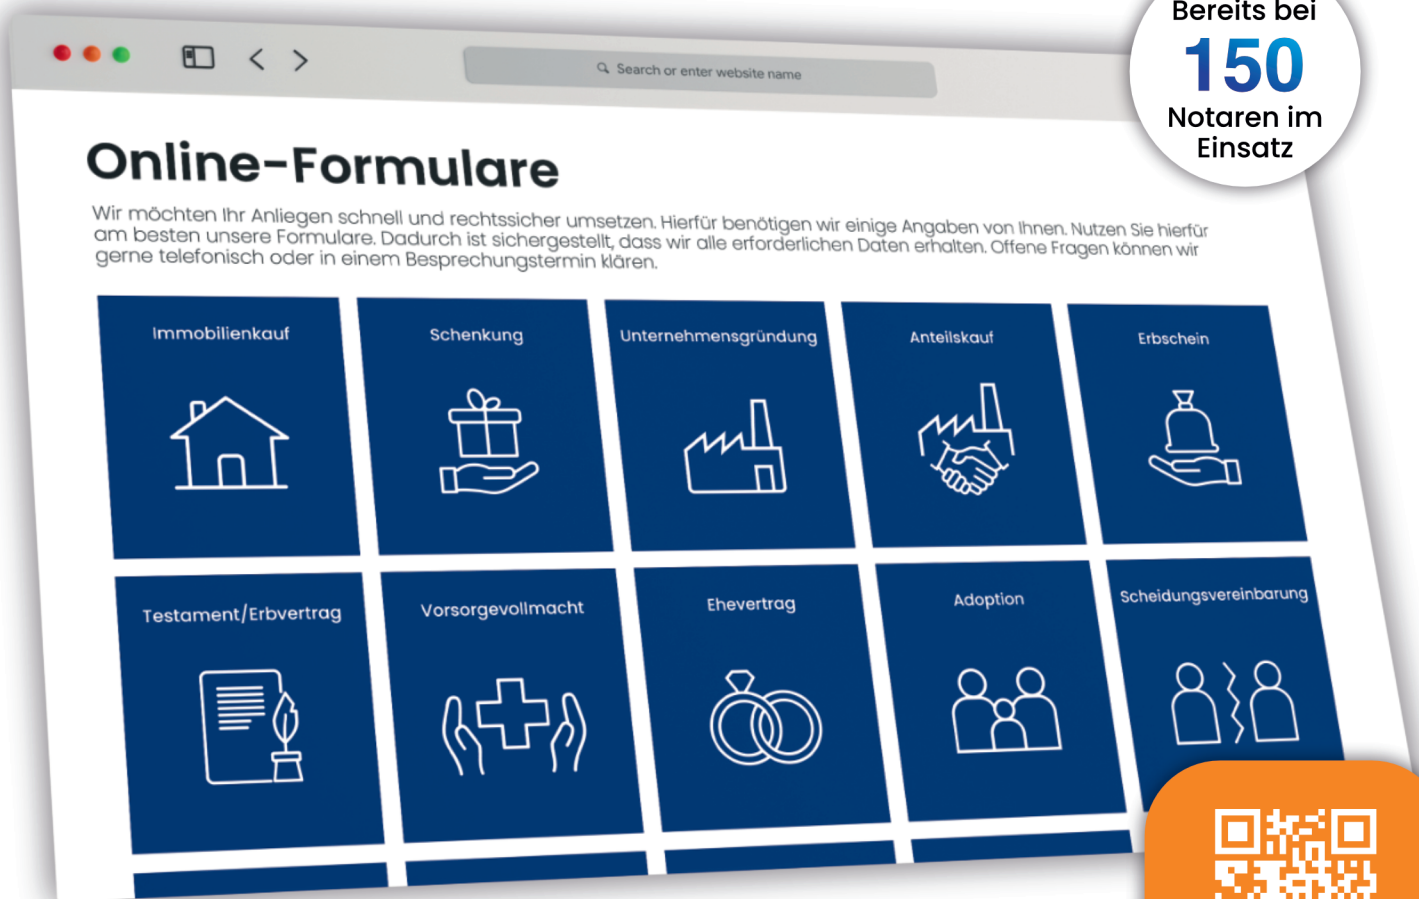 Bereits bei
150
Notaren im
Einsatz
Search or enter website name
Online-Formulare
Wir möchten Ihr Anliegen schnell und rechtssicher umsetzen. Hierfür benötigen wir einige Angaben von Ihnen. Nutzen Sie hierfür
am besten unsere Formulare. Dadurch ist sichergestellt, dass wir alle erforderlichen Daten erhalten. Offene Fragen können wir
gerne telefonisch oder in einem Besprechungstermin klären.
Immobilienkauf
Schenkung
Unternehmensgründung
Anteilskauf
Erbschein
Testament/Erbvertrag
Vorsorgevollmacht
Ehevertrag
Adoption
Scheidungsvereinbarung